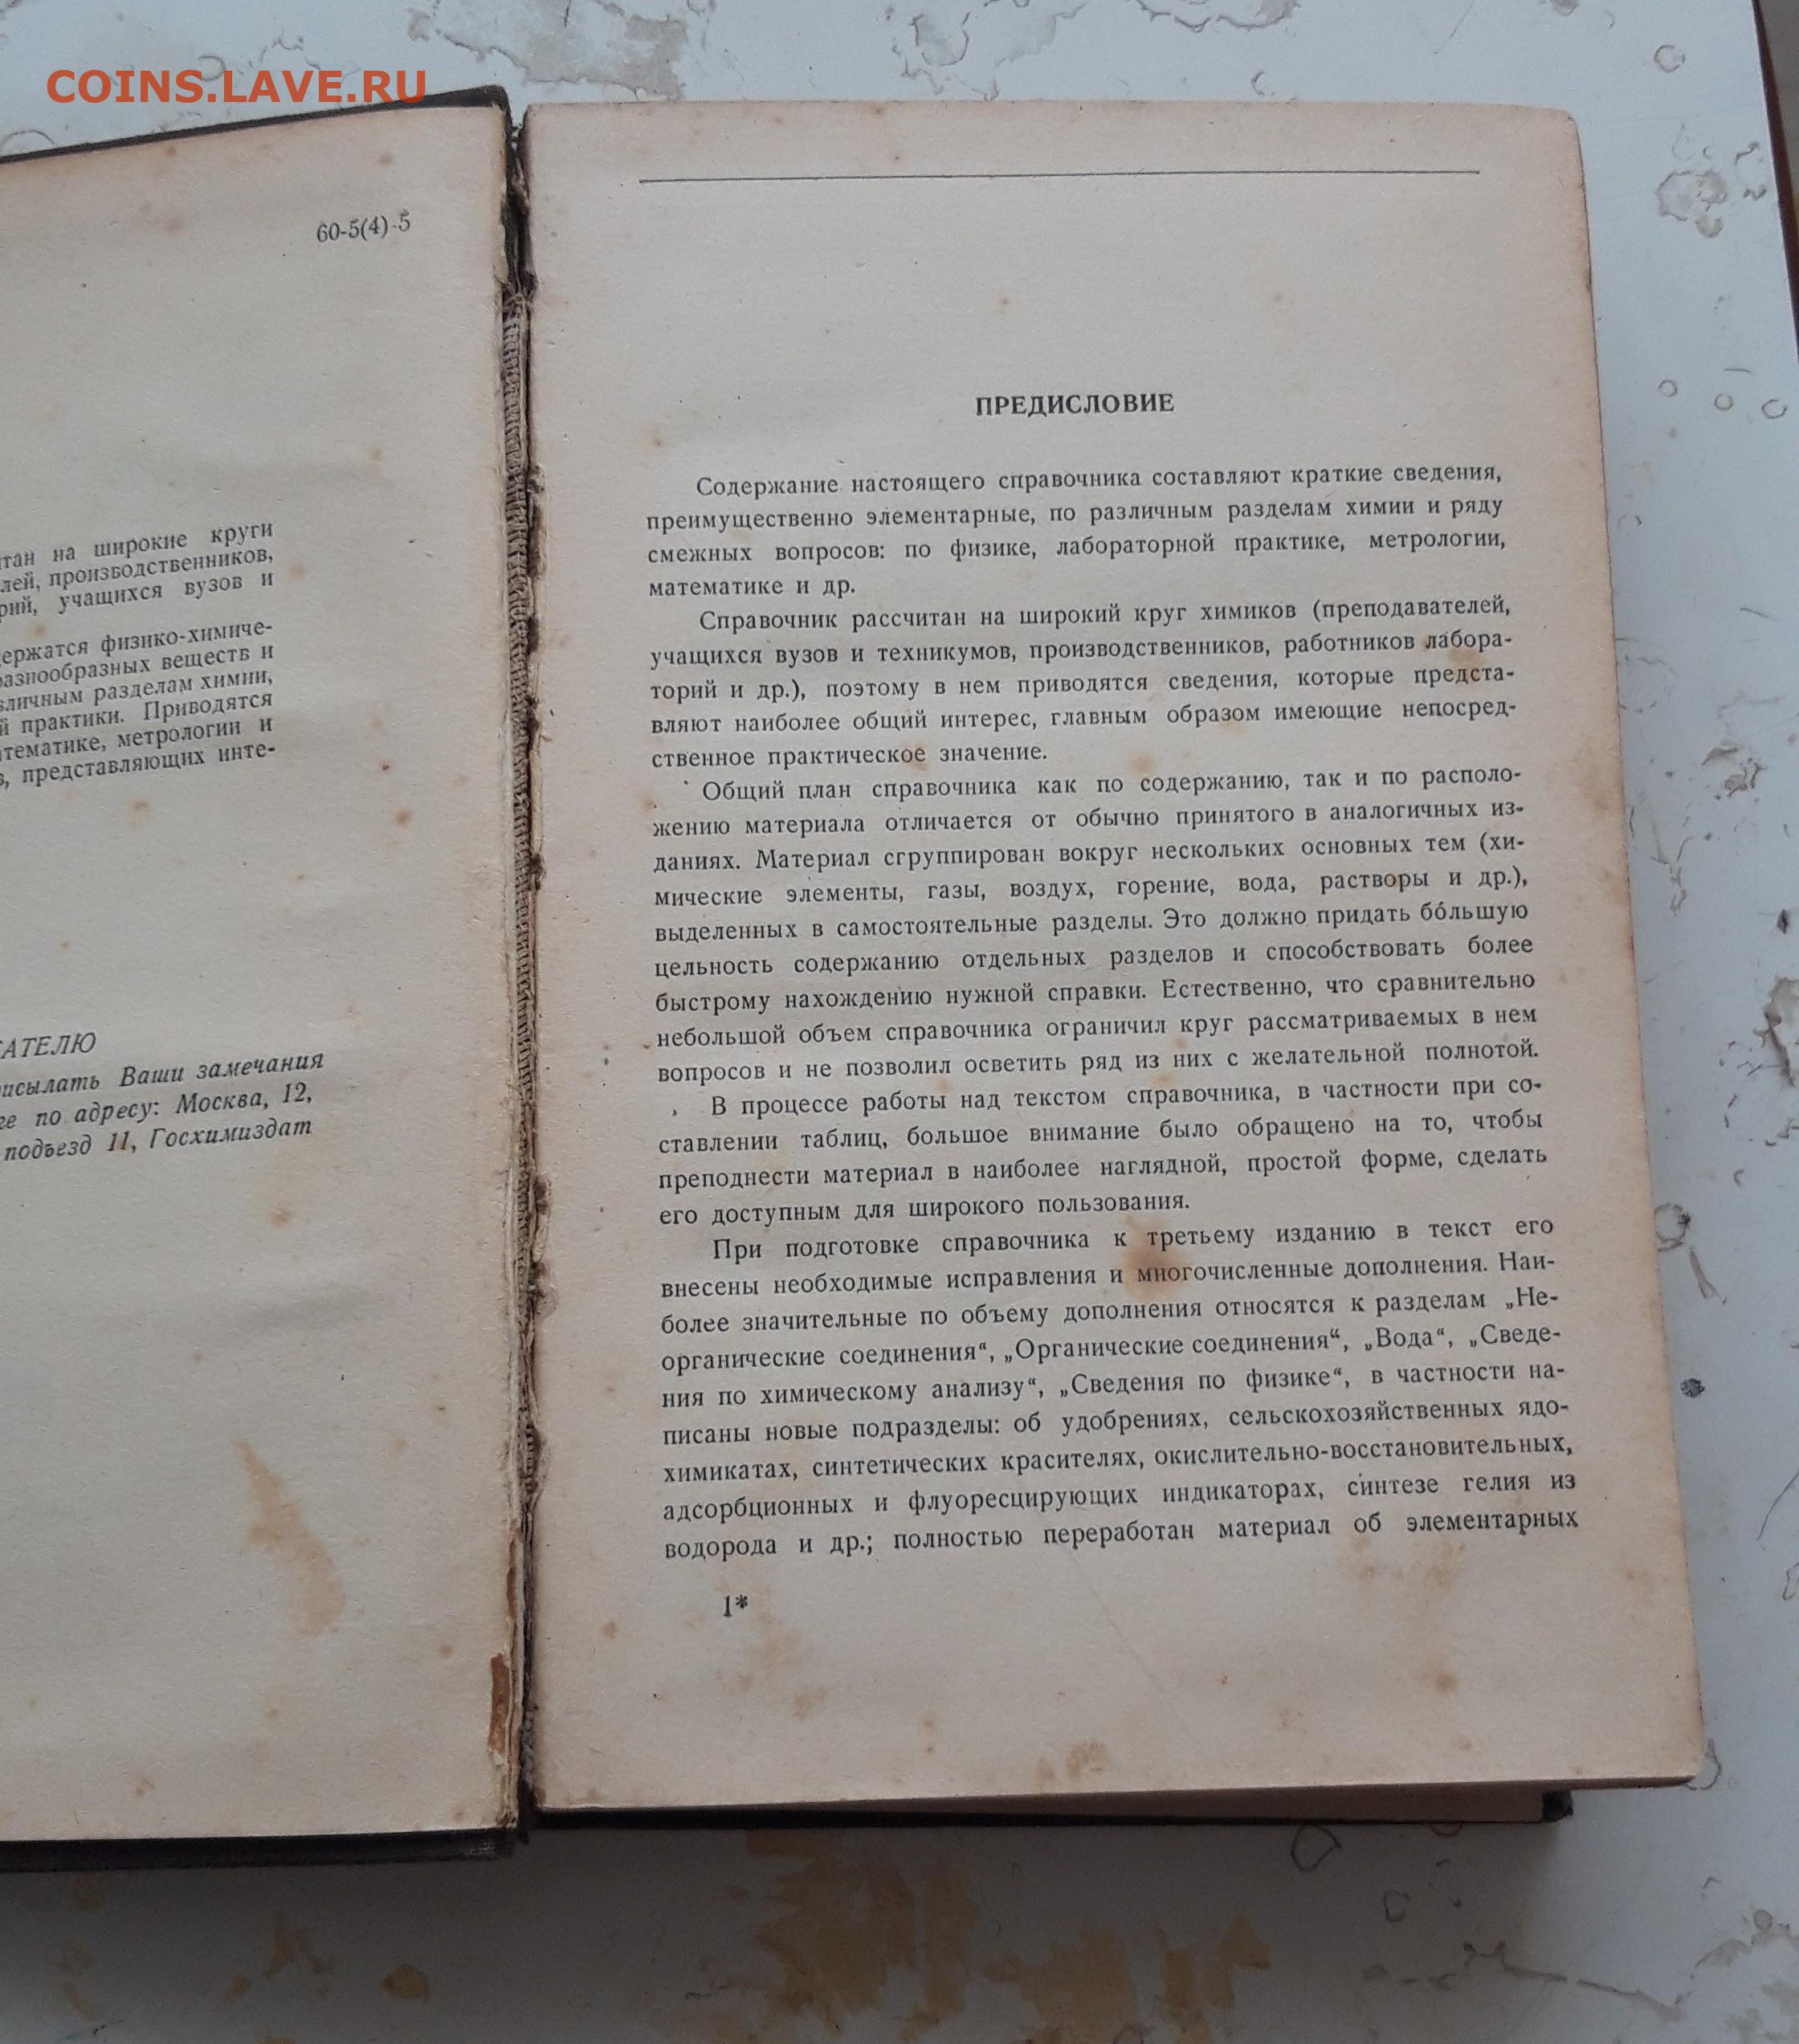 COINS.LAVE.RU
60-5(4)-5
на широкие круги
производственников,
учащихся вузов и
физико-химиче-
веществ и
разделам химии,
практики. Приводятся
метрологии и
представляющих инте-
Ваши замечания
по адресу: Москва, 12,
подъезд 11, Госхимиздат
ПРЕДИСЛОВИЕ
Содержание настоящего справочника составляют краткие сведения,
преимущественно элементарные, по различным разделам химии и ряду
смежных вопросов: по физике, лабораторной практике, метрологии,
математике и др.
Справочник рассчитан на широкий круг химиков (преподавателей,
учащихся вузов и техникумов, производственников, работников лабора-
торий и др.), поэтому в нем приводятся сведения, которые предста-
вляют наиболее общий интерес, главным образом имеющие непосред-
ственное практическое значение.
Общий план справочника как по содержанию, так и по располо-
жению материала отличается от обычно принятого в аналогичных из-
даниях. Материал сгруппирован вокруг нескольких основных тем (хи-
мические элементы, газы, воздух, горение, вода, растворы и др.),
выделенных в самостоятельные разделы. Это должно придать бо́льшую
цельность содержанию отдельных разделов и способствовать более
быстрому нахождению нужной справки. Естественно, что сравнительно
небольшой объем справочника ограничил круг рассматриваемых в нем
вопросов и не позволил осветить ряд из них с желательной полнотой.
В процессе работы над текстом справочника, в частности при со-
ставлении таблиц, большое внимание было обращено на то, чтобы
преподнести материал в наиболее наглядной, простой форме, сделать
его доступным для широкого пользования.
При подготовке справочника к третьему изданию в текст его
внесены необходимые исправления и многочисленные дополнения. Наи-
более значительные по объему дополнения относятся к разделам „Не-
органические соединения“, „Органические соединения“, „Вода“, „Сведе-
ния по химическому анализу“, „Сведения по физике“, в частности на-
писаны новые подразделы: об удобрениях, сельскохозяйственных ядо-
химикатах, синтетических красителях, окислительно-восстановительных,
адсорбционных и флуоресцирующих индикаторах, синтезе гелия из
водорода и др.; полностью переработан материал об элементарных
1*